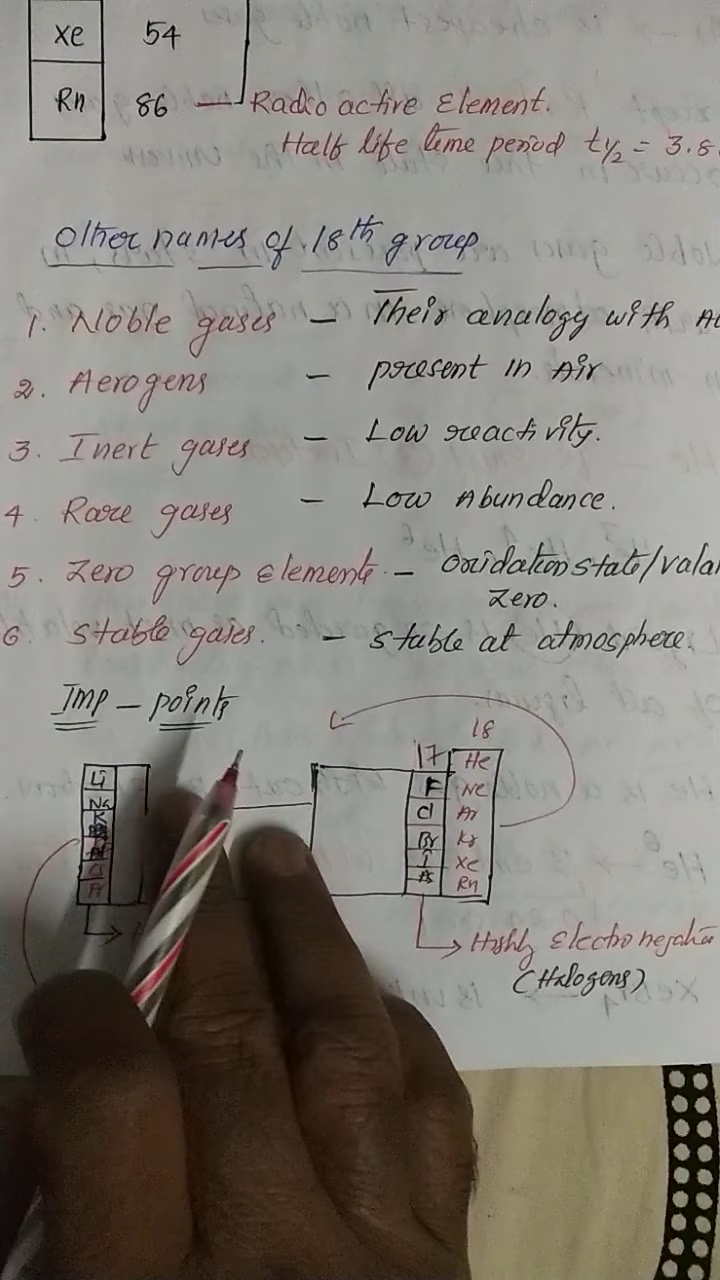 Xe 54
Rn 86 — Radio active Element.
Half life time period t½ = 3.8
Other names of 18th group
1. Noble gases — Their analogy with
2. Aerogens — present in Air
3. Inert gases — Low reactivity.
4 Rare gases — Low Abundance.
5. Zero group Elements — Oxidation state/
Zero.
6. Stable gases. — stable at atmosphere.
Imp - points
18
17 He
Li F Ne
Na Cl Ar
K Br Kr
I Xe
Rn
Highly Electro
(Halogens)